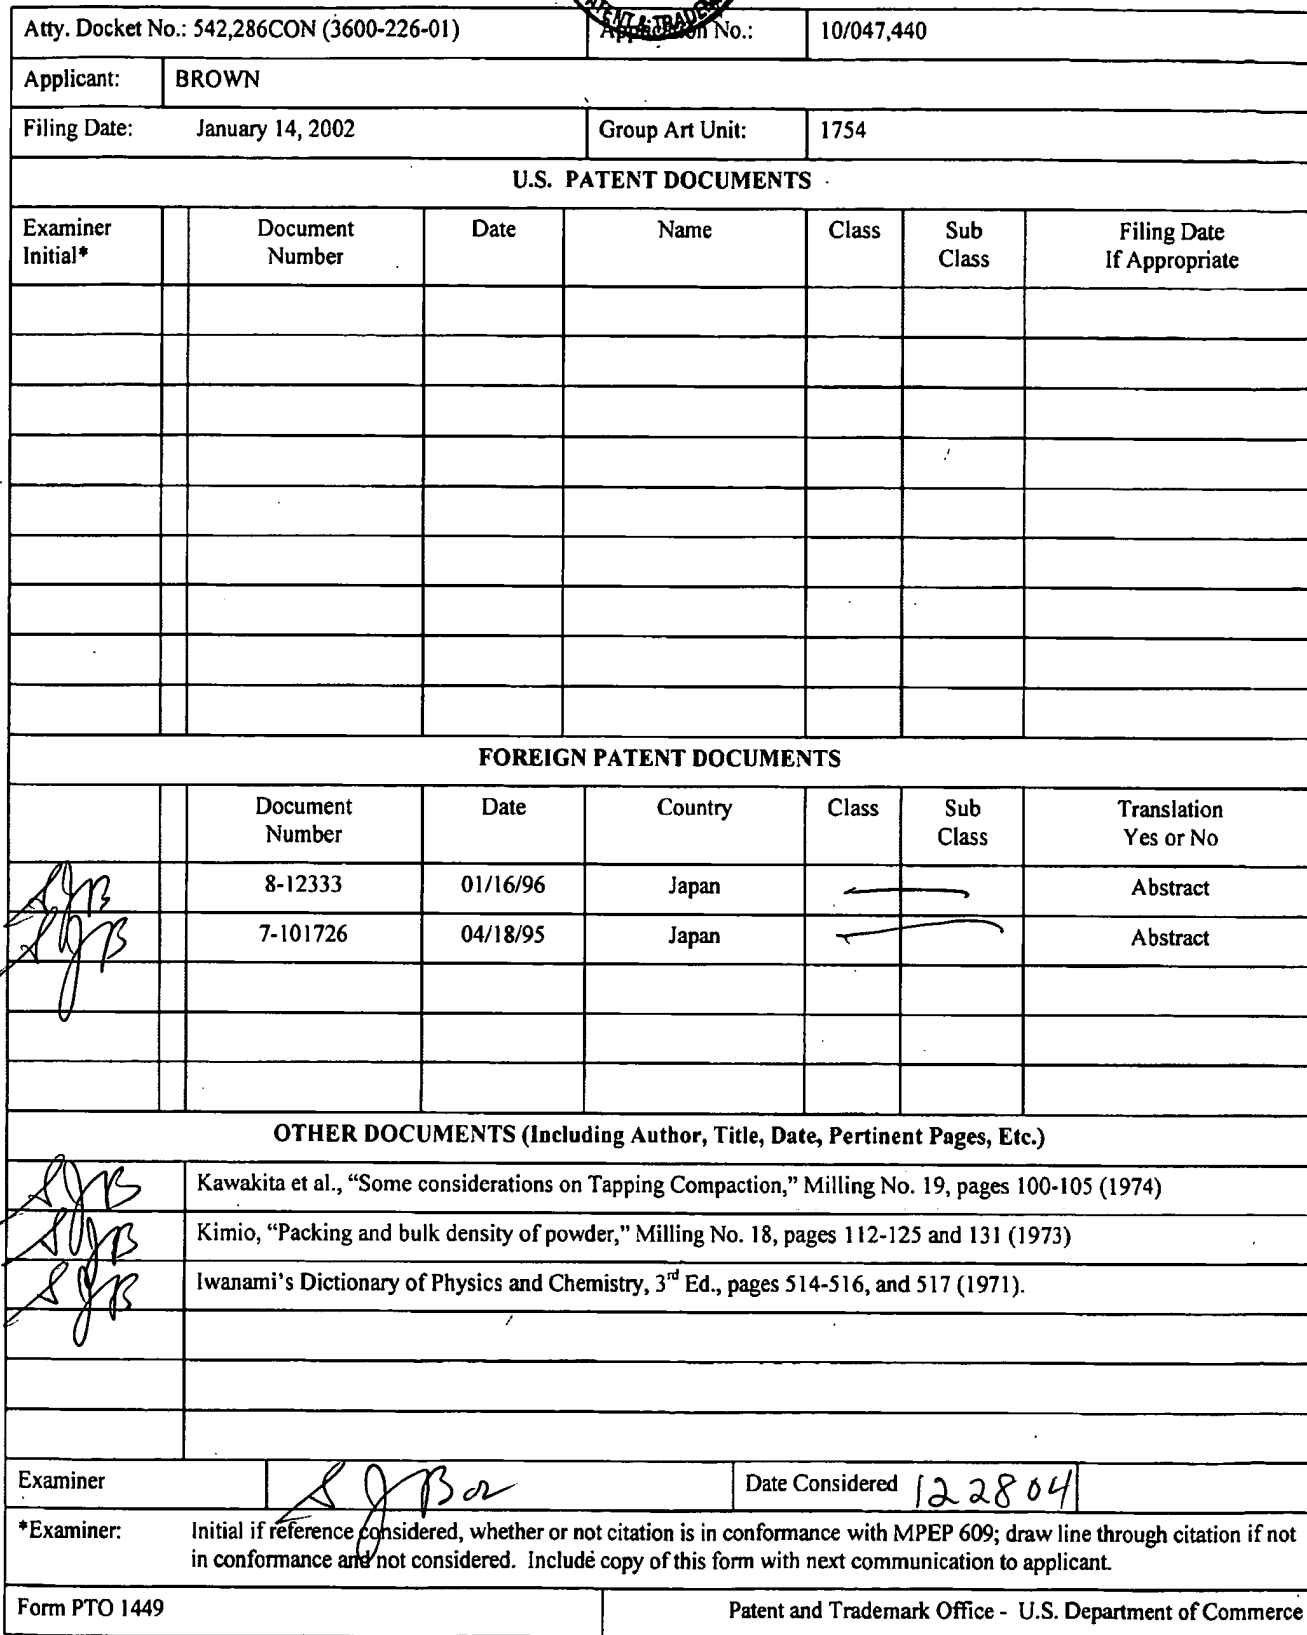 PATENT & TRADEMARK
Atty. Docket No.: 542,286CON (3600-226-01) Application No.: 10/047,440
Applicant: BROWN
Filing Date: January 14, 2002 Group Art Unit: 1754
U.S. PATENT DOCUMENTS
Examiner Document Date Name Class Sub Filing Date
Initial* Number Class If Appropriate
FOREIGN PATENT DOCUMENTS
Document Date Country Class Sub Translation
Number Class Yes or No
SJB 8-12333 01/16/96 Japan Abstract
SJB 7-101726 04/18/95 Japan Abstract
OTHER DOCUMENTS (Including Author, Title, Date, Pertinent Pages, Etc.)
SJB Kawakita et al., “Some considerations on Tapping Compaction,” Milling No. 19, pages 100-105 (1974)
SJB Kimio, “Packing and bulk density of powder,” Milling No. 18, pages 112-125 and 131 (1973)
SJB Iwanami's Dictionary of Physics and Chemistry, 3rd Ed., pages 514-516, and 517 (1971).
Examiner Date Considered 122804
*Examiner: Initial if reference considered, whether or not citation is in conformance with MPEP 609; draw line through citation if not
in conformance and not considered. Include copy of this form with next communication to applicant.
Form PTO 1449 Patent and Trademark Office - U.S. Department of Commerce